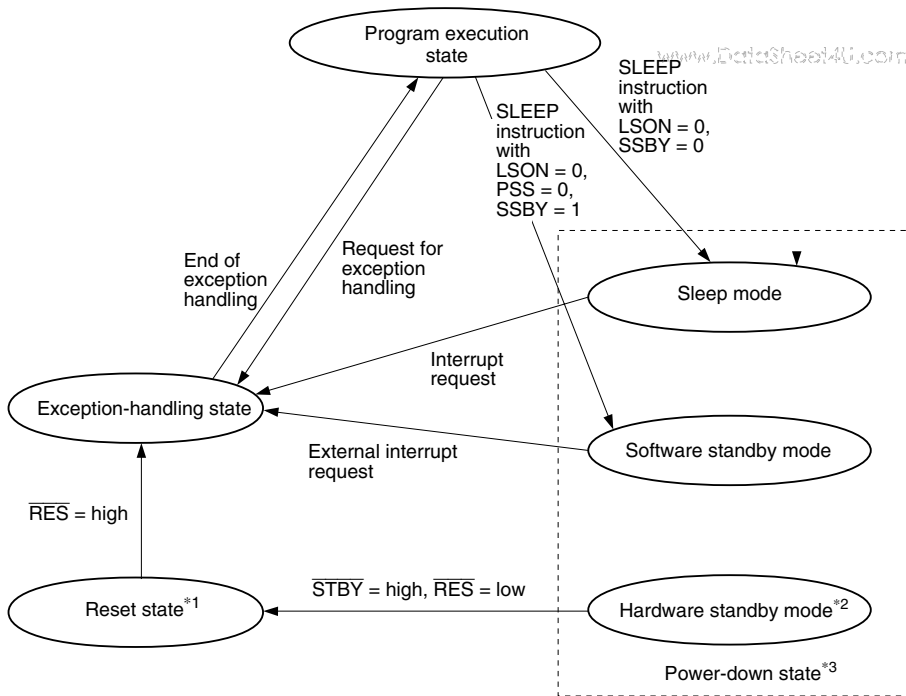 Program execution
state
www.DataSheet4U.com
SLEEP
instruction
with
LSON = 0,
SSBY = 0
SLEEP
instruction
with
LSON = 0,
PSS = 0,
SSBY = 1
End of
exception
handling
Request for
exception
handling
Sleep mode
Interrupt
request
Exception-handling state
External interrupt
request
Software standby mode
R̅E̅S̅ = high
S̅T̅B̅Y̅ = high, R̅E̅S̅ = low
Reset state*1
Hardware standby mode*2
Power-down state*3